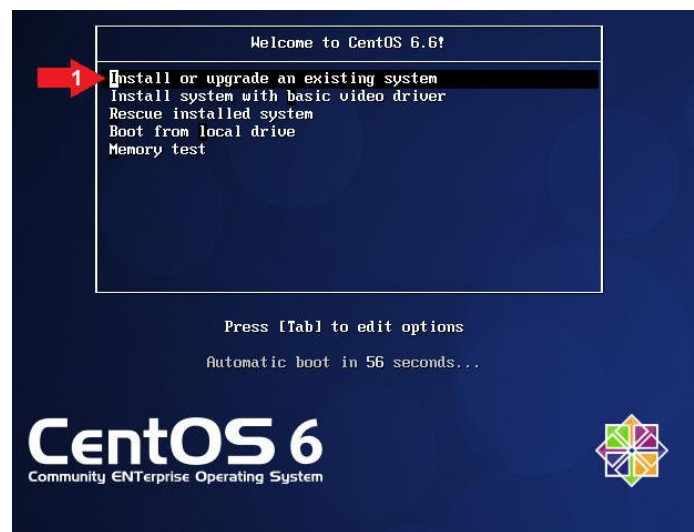 Welcome to CentOS 6.6!
1
Install or upgrade an existing system
Install system with basic video driver
Rescue installed system
Boot from local drive
Memory test
Press [Tab] to edit options
Automatic boot in 56 seconds...
CentOS 6
Community ENTerprise Operating System